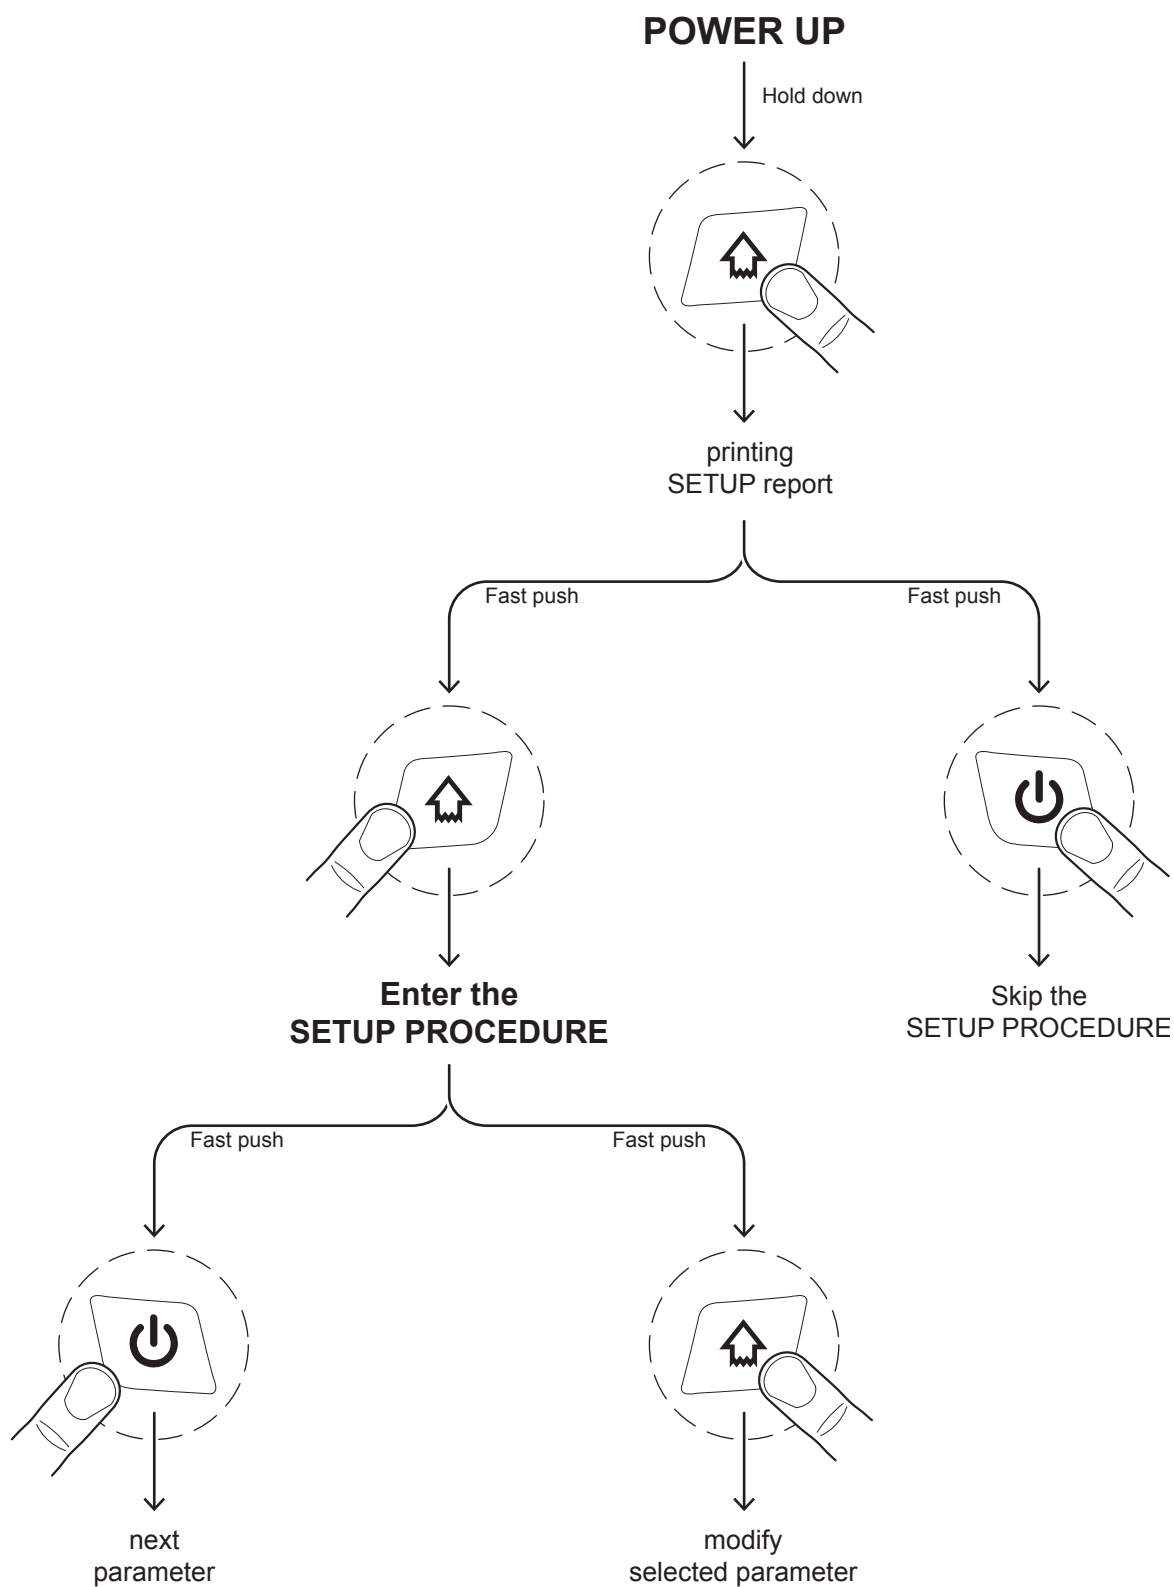 POWER UP
Hold down
printing
SETUP report
Fast push
Fast push
Enter the
SETUP PROCEDURE
Skip the
SETUP PROCEDURE
Fast push
Fast push
next
parameter
modify
selected parameter